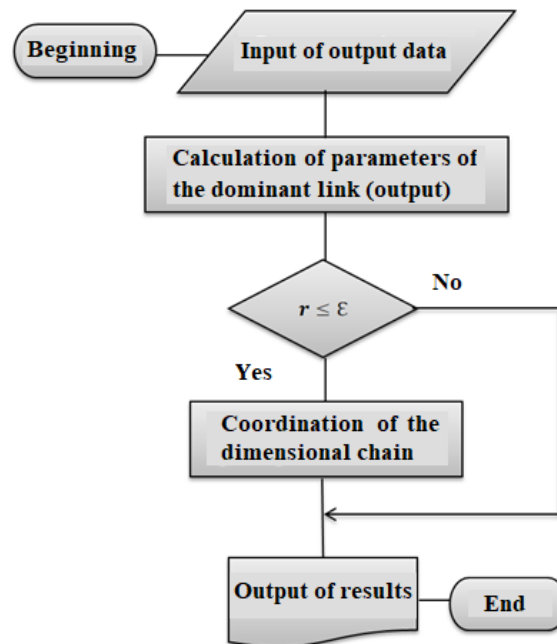 Beginning
Input of output data
Calculation of parameters of
the dominant link (output)
r ≤ ε
No
Yes
Coordination of the
dimensional chain
Output of results
End